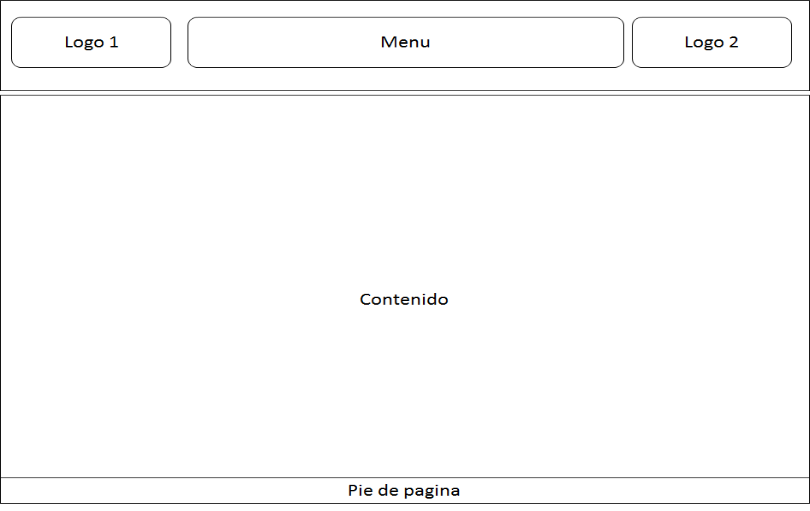 Logo 1
Menu
Logo 2
Contenido
Pie de pagina